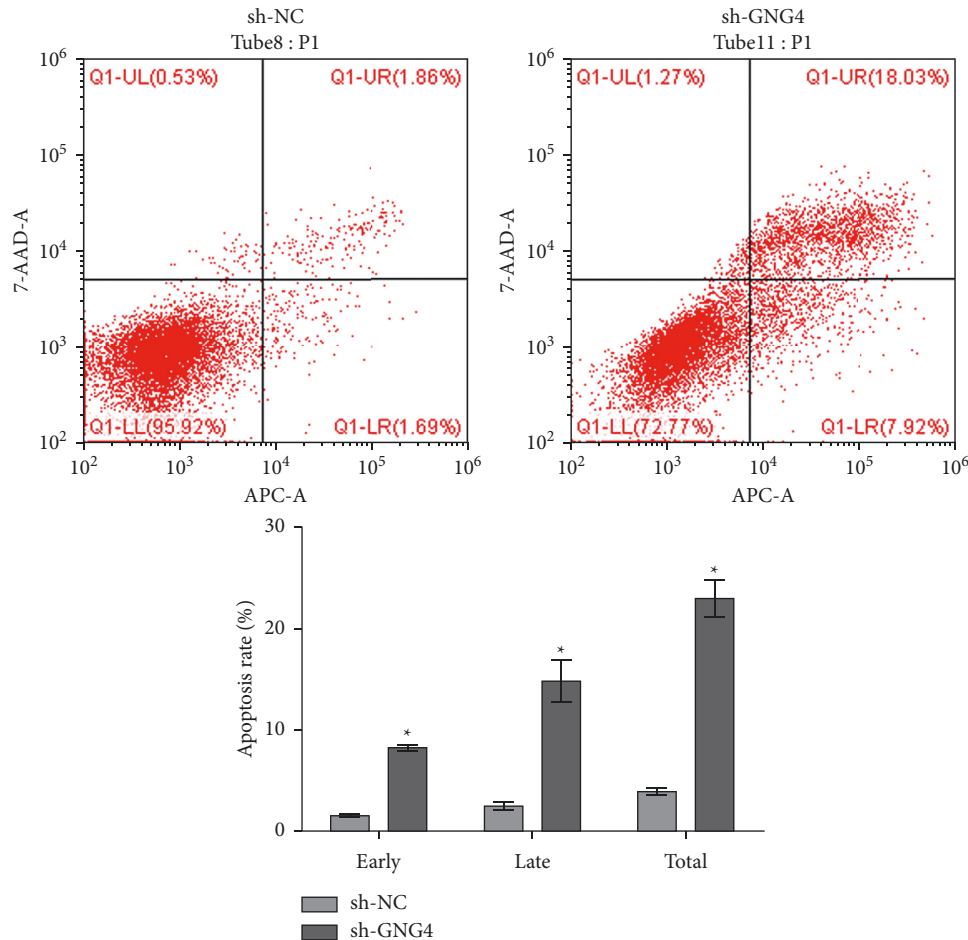 sh-NC
Tube8 : P1
10^6
Q1-UL(0.53%)
Q1-UR(1.86%)
10^5
7-AAD-A
10^4
10^3
Q1-LL(95.92%)
Q1-LR(1.69%)
10^2
10^2
10^3
10^4
10^5
10^6
APC-A
sh-GNG4
Tube11 : P1
10^6
Q1-UL(1.27%)
Q1-UR(18.03%)
10^5
7-AAD-A
10^4
10^3
Q1-LL(72.77%)
Q1-LR(7.92%)
10^2
10^2
10^3
10^4
10^5
10^6
APC-A
30
20
10
0
Apoptosis rate (%)
*
*
*
Early
Late
Total
sh-NC
sh-GNG4